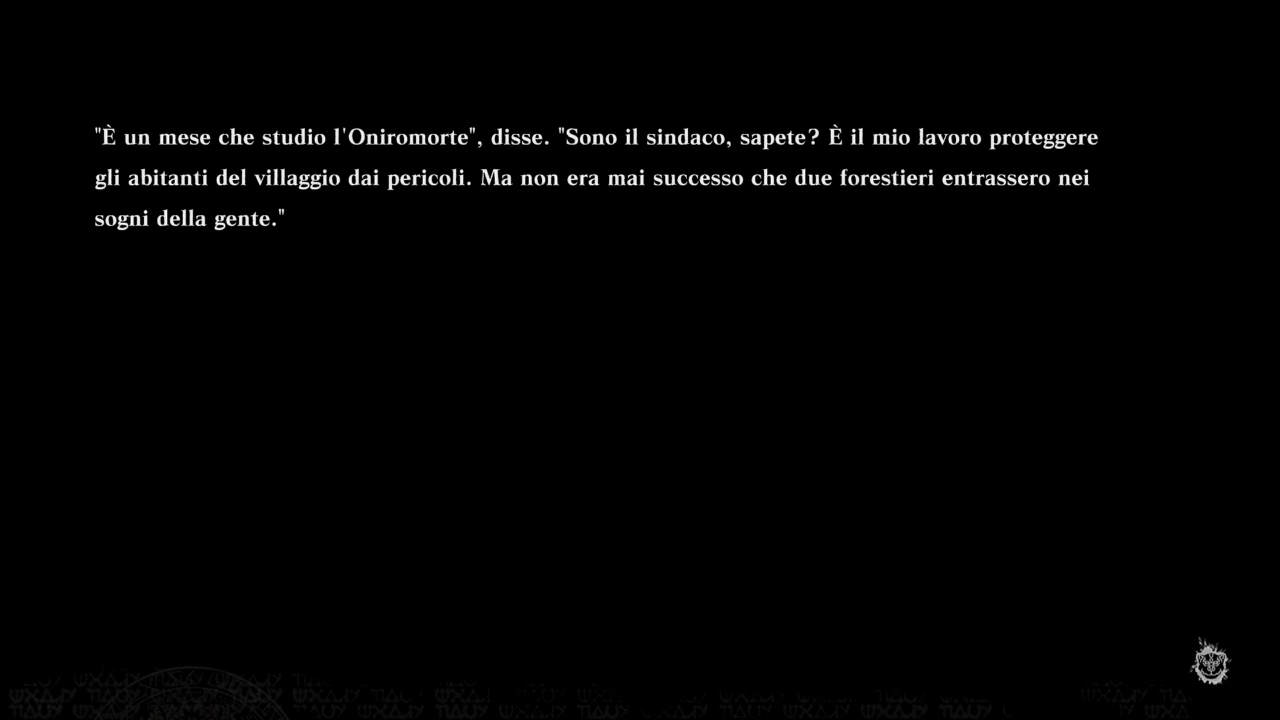 "È un mese che studio l'Oniromorte", disse. "Sono il sindaco, sapete? È il mio lavoro proteggere
gli abitanti del villaggio dai pericoli. Ma non era mai successo che due forestieri entrassero nei
sogni della gente."